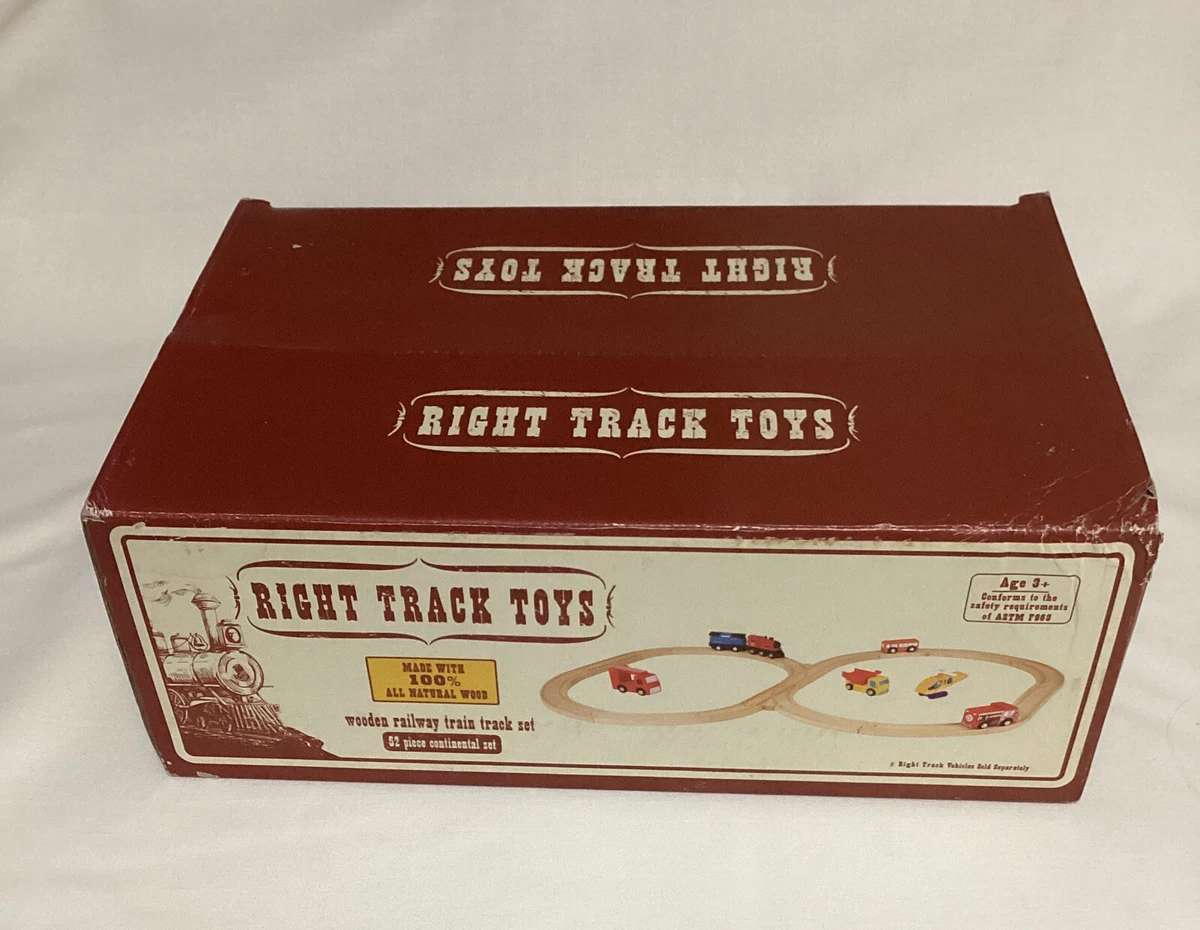 RIGHT TRACK TOYS
RIGHT TRACK TOYS
RIGHT TRACK TOYS
MADE WITH
100%
ALL NATURAL WOOD
wooden railway train track set
52 piece continental set
Age 3+
Conforms to the
safety requirements
of ASTM F963
Right Track Vehicles Sold Separately